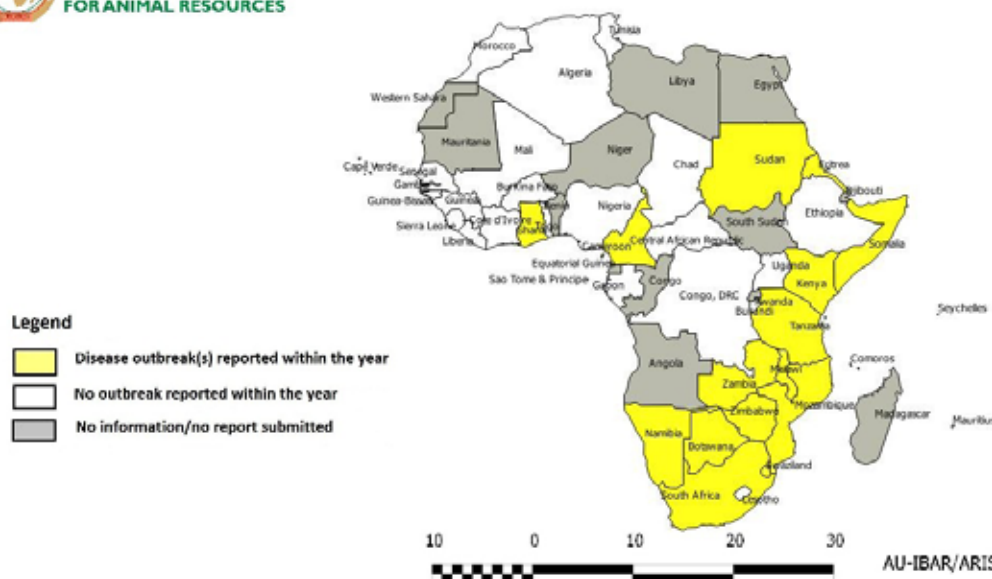 FOR ANIMAL RESOURCES
Tunisia
Morocco
Algeria
Libya
Egypt
Western Sahara
Mauritania
Mali
Niger
Chad
Sudan
Eritrea
Cape Verde
Senegal
Gambia
Guinea-Bissau
Guinea
Burkina Faso
Benin
Nigeria
Djibouti
Ethiopia
Sierra Leone
Cote d'Ivoire
Ghana
Togo
South Sudan
Liberia
Cameroon
Central African Republic
Somalia
Equatorial Guinea
Sao Tome & Principe
Gabon
Congo
Uganda
Kenya
Congo, DRC
Rwanda
Burundi
Seychelles
Tanzania
Legend
Disease outbreak(s) reported within the year
No outbreak reported within the year
No information/no report submitted
Angola
Comoros
Malawi
Zambia
Mozambique
Zimbabwe
Madagascar
Mauritius
Namibia
Botswana
Swaziland
South Africa
Lesotho
10 0 10 20 30
AU-IBAR/ARIS